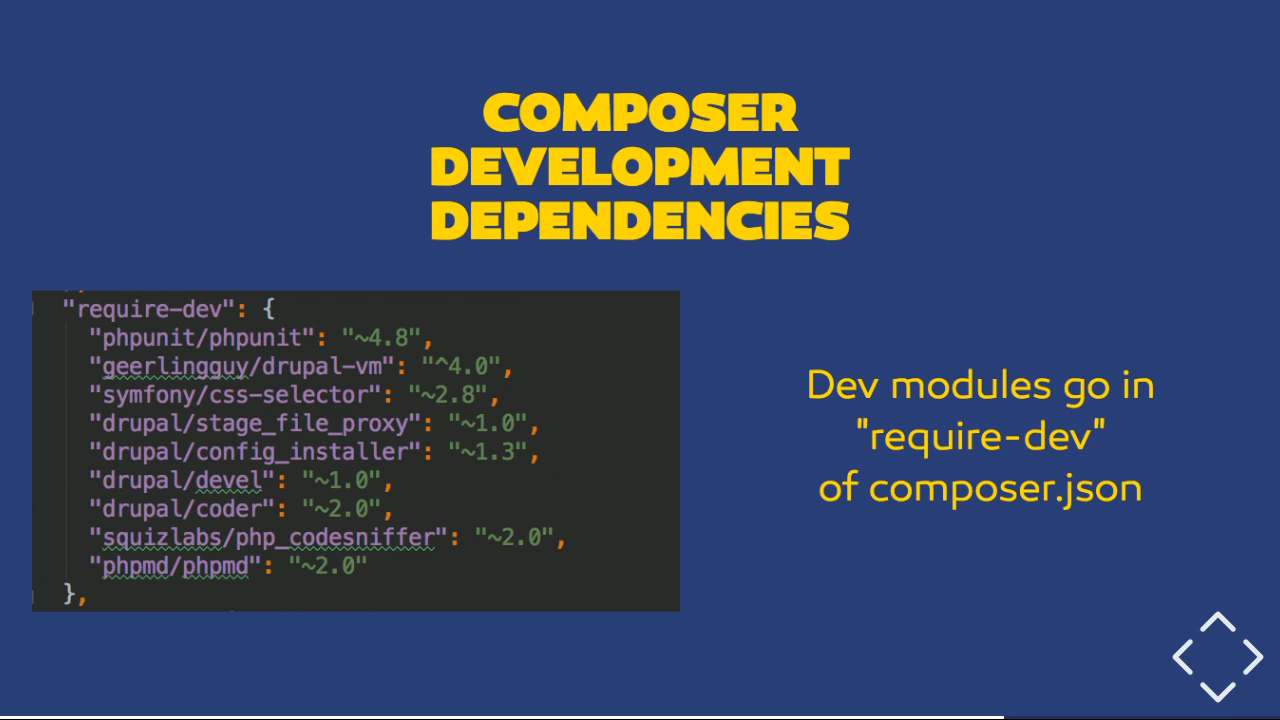 COMPOSER
DEVELOPMENT
DEPENDENCIES
"require-dev": {
"phpunit/phpunit": "~4.8",
"geerlingguy/drupal-vm": "^4.0",
"symfony/css-selector": "~2.8",
"drupal/stage_file_proxy": "~1.0",
"drupal/config_installer": "~1.3",
"drupal/devel": "~1.0",
"drupal/coder": "~2.0",
"squizlabs/php_codesniffer": "~2.0",
"phpmd/phpmd": "~2.0"
},
Dev modules go in
"require-dev"
of composer.json